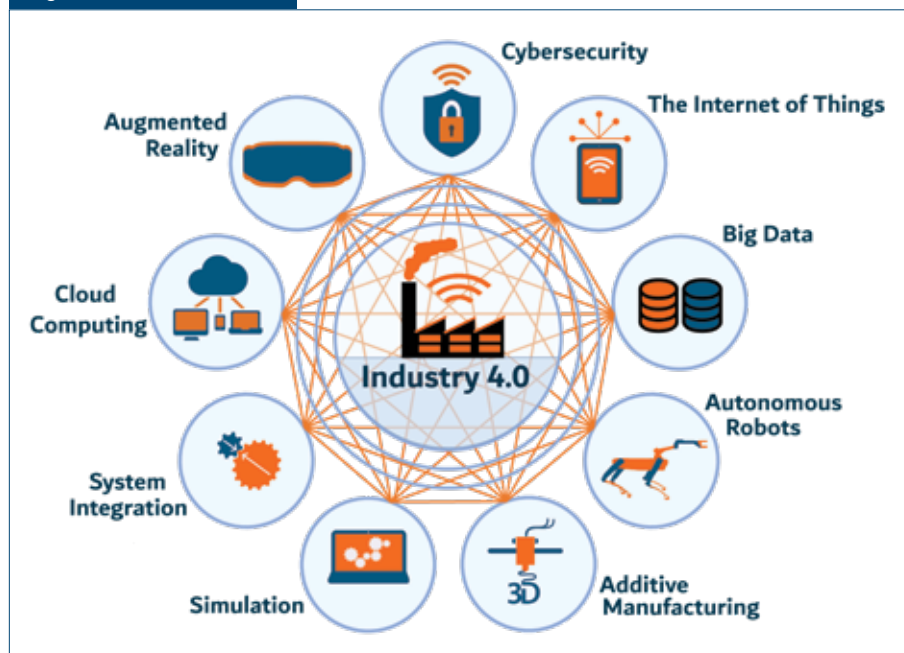 Cybersecurity
The Internet of Things
Augmented
Reality
Big Data
Cloud
Computing
Industry 4.0
Autonomous
Robots
System
Integration
Simulation
3D
Additive
Manufacturing